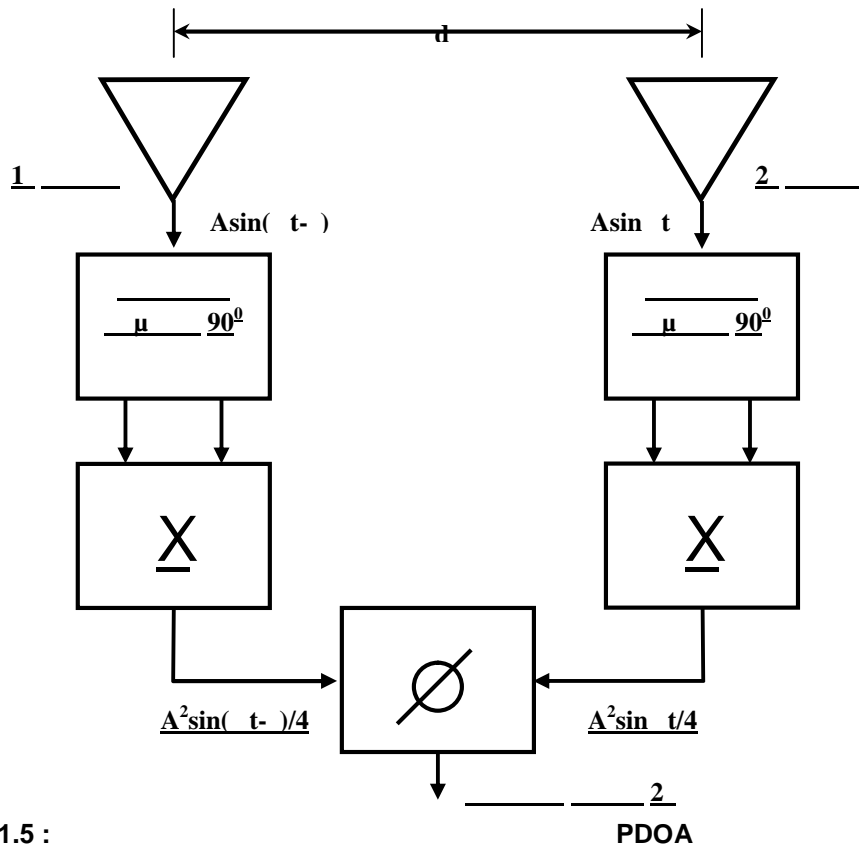 d
1 2
Asin( t- ) Asin t
μ 90⁰ μ 90⁰
X X
Ø
A²sin( t- )/4 A²sin t/4
2
1.5 : PDOA